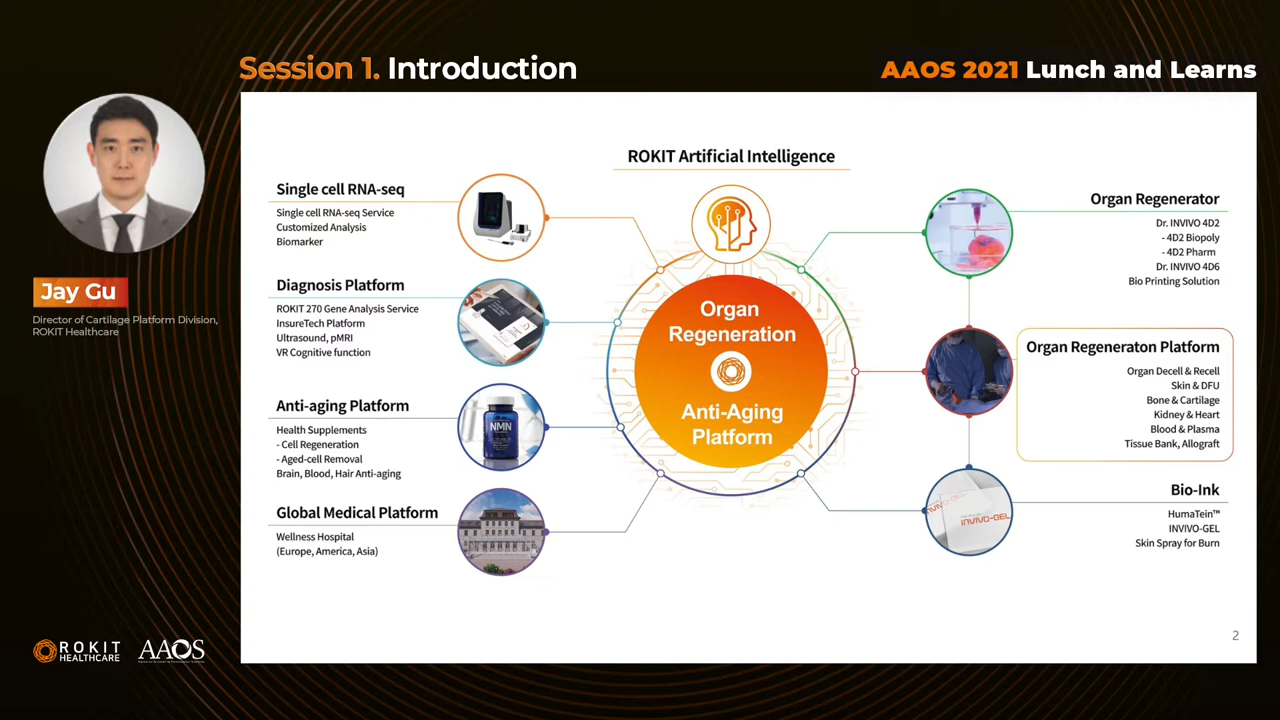 Session 1. Introduction
AAOS 2021 Lunch and Learns
Jay Gu
Director of Cartilage Platform Division,
ROKIT Healthcare
ROKIT Artificial Intelligence
Single cell RNA-seq
Single cell RNA-seq Service
Customized Analysis
Biomarker
Diagnosis Platform
ROKIT 270 Gene Analysis Service
InsureTech Platform
Ultrasound, pMRI
VR Cognitive function
Anti-aging Platform
Health Supplements
- Cell Regeneration
- Aged-cell Removal
Brain, Blood, Hair Anti-aging
NMN
Global Medical Platform
Wellness Hospital
(Europe, America, Asia)
Organ
Regeneration
Anti-Aging
Platform
Organ Regenerator
Dr. INVIVO 4D2
- 4D2 Biopoly
- 4D2 Pharm
Dr. INVIVO 4D6
Bio Printing Solution
Organ Regeneraton Platform
Organ Decell & Recell
Skin & DFU
Bone & Cartilage
Kidney & Heart
Blood & Plasma
Tissue Bank, Allograft
Bio-Ink
HumaTein™
INVIVO-GEL
Skin Spray for Burn
INVIVO-GEL
INVIVO-GEL
2
ROKIT
HEALTHCARE
AAOS